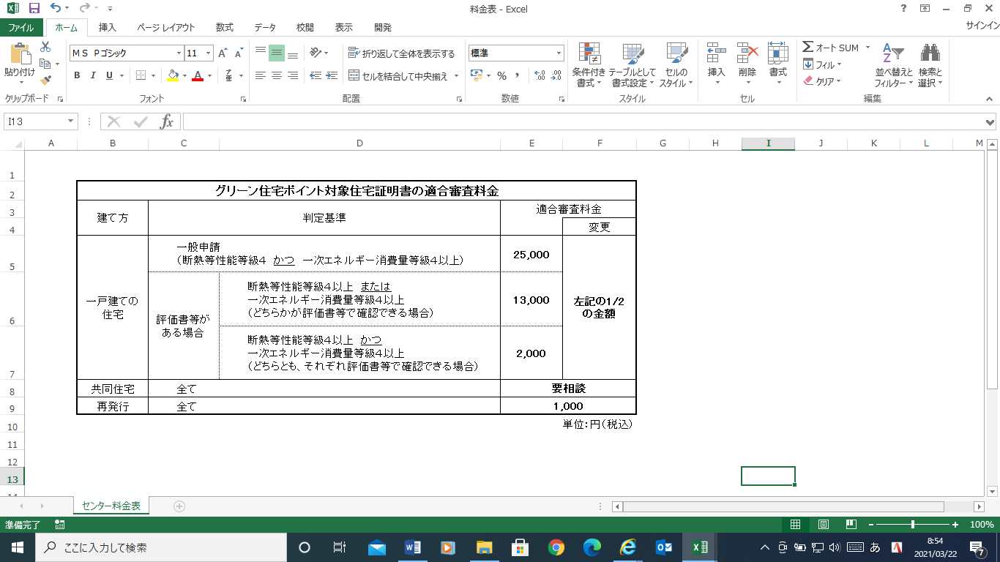 料金表 - Excel
ファイル ホーム 挿入 ページ レイアウト 数式 データ 校閲 表示 開発 サインイン
貼り付け
クリップボード
ＭＳ Ｐゴシック 11
B I U
フォント
折り返して全体を表示する
セルを結合して中央揃え
配置
標準
% ,
数値
条件付き書式
テーブルとして書式設定
セルのスタイル
スタイル
挿入 削除 書式
セル
オート SUM
フィル
クリア
並べ替えとフィルター
検索と選択
編集
I13
fx
A B C D E F G H I J K L M
1
2
3
4
5
6
7
8
9
10
11
12
13
14
グリーン住宅ポイント対象住宅証明書の適合審査料金
建て方 判定基準 適合審査料金
変更
一戸建ての
住宅
一般申請
（断熱等性能等級４ かつ 一次エネルギー消費量等級４以上）
25,000
評価書等が
ある場合
断熱等性能等級４以上 または
一次エネルギー消費量等級４以上
（どちらかが評価書等で確認できる場合）
13,000
左記の1/2
の金額
断熱等性能等級４以上 かつ
一次エネルギー消費量等級４以上
（どちらとも、それぞれ評価書等で確認できる場合）
2,000
共同住宅 全て 要相談
再発行 全て 1,000
単位：円（税込）
センター料金表
準備完了
100%
ここに入力して検索
あ
8:54
2021/03/22
7